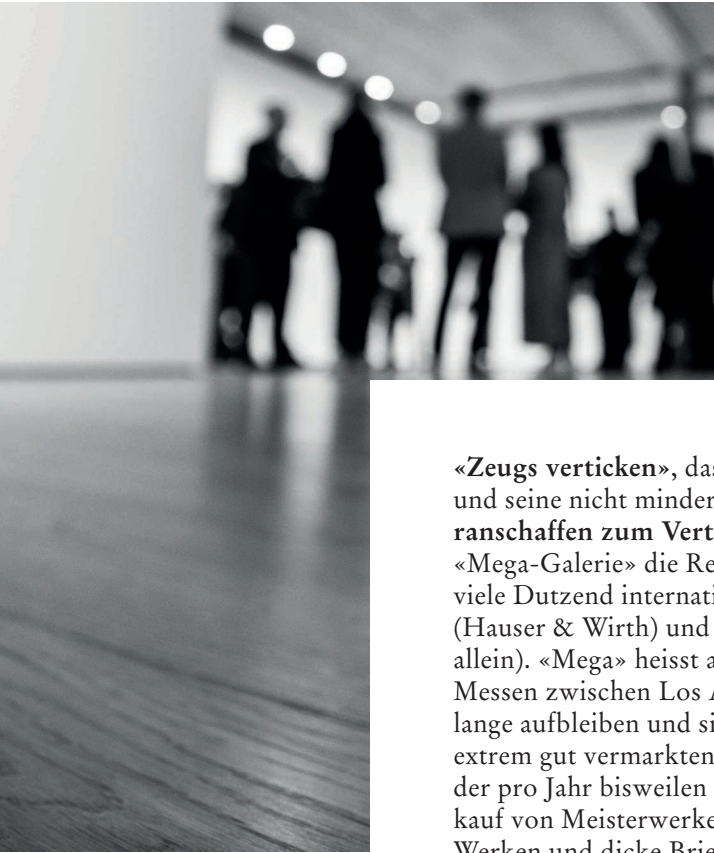 «Zeugs verticken»,
und seine nicht minder
ranschaffen zum
«Mega-Galerie» die
viele Dutzend
(Hauser & Wirth) und
allein). «Mega» heisst
Messen zwischen Los
lange aufbleiben und
extrem gut vermarkten
der pro Jahr bisweilen
kauf von
Werken und dicke